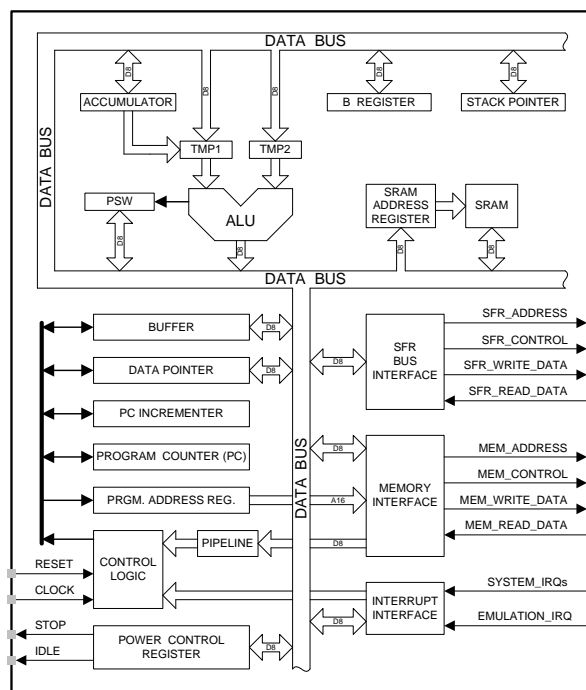 DATA BUS
D8
D8
D8
D8
D8
ACCUMULATOR
B REGISTER
STACK POINTER
DATA BUS
TMP1
TMP2
PSW
ALU
SRAM
ADDRESS
REGISTER
SRAM
D8
D8
D8
D8
DATA BUS
BUFFER
D8
DATA POINTER
D8
PC INCREMENTER
PROGRAM COUNTER (PC)
PRGM. ADDRESS REG.
A16
DATA BUS
SFR
BUS
INTERFACE
D8
SFR_ADDRESS
SFR_CONTROL
SFR_WRITE_DATA
SFR_READ_DATA
D8
MEMORY
INTERFACE
MEM_ADDRESS
MEM_CONTROL
MEM_WRITE_DATA
MEM_READ_DATA
CONTROL
LOGIC
PIPELINE
D8
RESET
CLOCK
INTERRUPT
INTERFACE
D8
SYSTEM_IRQs
EMULATION_IRQ
STOP
IDLE
POWER CONTROL
REGISTER
D8